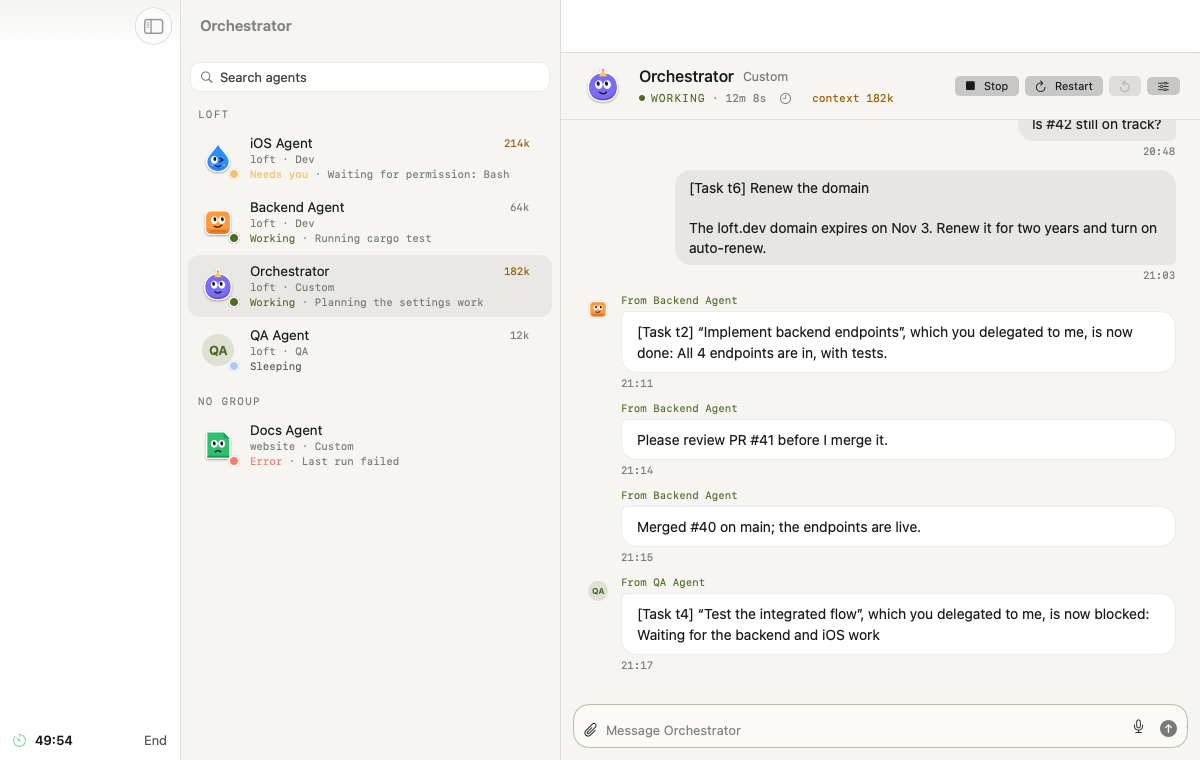 Orchestrator
Search agents
LOFT
iOS Agent
214k
loft · Dev
Needs you · Waiting for permission: Bash
Backend Agent
64k
loft · Dev
Working · Running cargo test
Orchestrator
182k
loft · Custom
Working · Planning the settings work
QA
QA Agent
12k
loft · QA
Sleeping
NO GROUP
Docs Agent
website · Custom
Error · Last run failed
49:54
End
Orchestrator Custom
WORKING · 12m 8s
context 182k
Stop
Restart
Is #42 still on track?
20:48
[Task t6] Renew the domain
The loft.dev domain expires on Nov 3. Renew it for two years and turn on
auto-renew.
21:03
From Backend Agent
[Task t2] “Implement backend endpoints”, which you delegated to me, is now
done: All 4 endpoints are in, with tests.
21:11
From Backend Agent
Please review PR #41 before I merge it.
21:14
From Backend Agent
Merged #40 on main; the endpoints are live.
21:15
From QA Agent
QA
[Task t4] “Test the integrated flow”, which you delegated to me, is now blocked:
Waiting for the backend and iOS work
21:17
Message Orchestrator